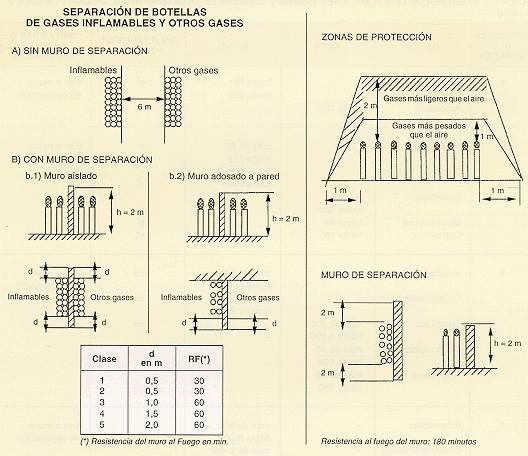 SEPARACIÓN DE BOTELLAS
DE GASES INFLAMABLES Y OTROS GASES
A) SIN MURO DE SEPARACIÓN
Inflamables
Otros gases
6 m
B) CON MURO DE SEPARACIÓN
b.1) Muro aislado
h = 2 m
b.2) Muro adosado a pared
h = 2 m
d
d
Inflamables
Otros gases
d
d
Inflamables
Otros gases
d
d
Clase d en m RF(*)
1 0,5 30
2 0,5 30
3 1,0 60
4 1,5 60
5 2,0 60
(*) Resistencia del muro al Fuego en min.
ZONAS DE PROTECCIÓN
2 m
Gases más ligeros que el aire
Gases más pesados
que el aire
1 m
1 m
1 m
MURO DE SEPARACIÓN
2 m
2 m
h = 2 m
Resistencia al fuego del muro: 180 minutos